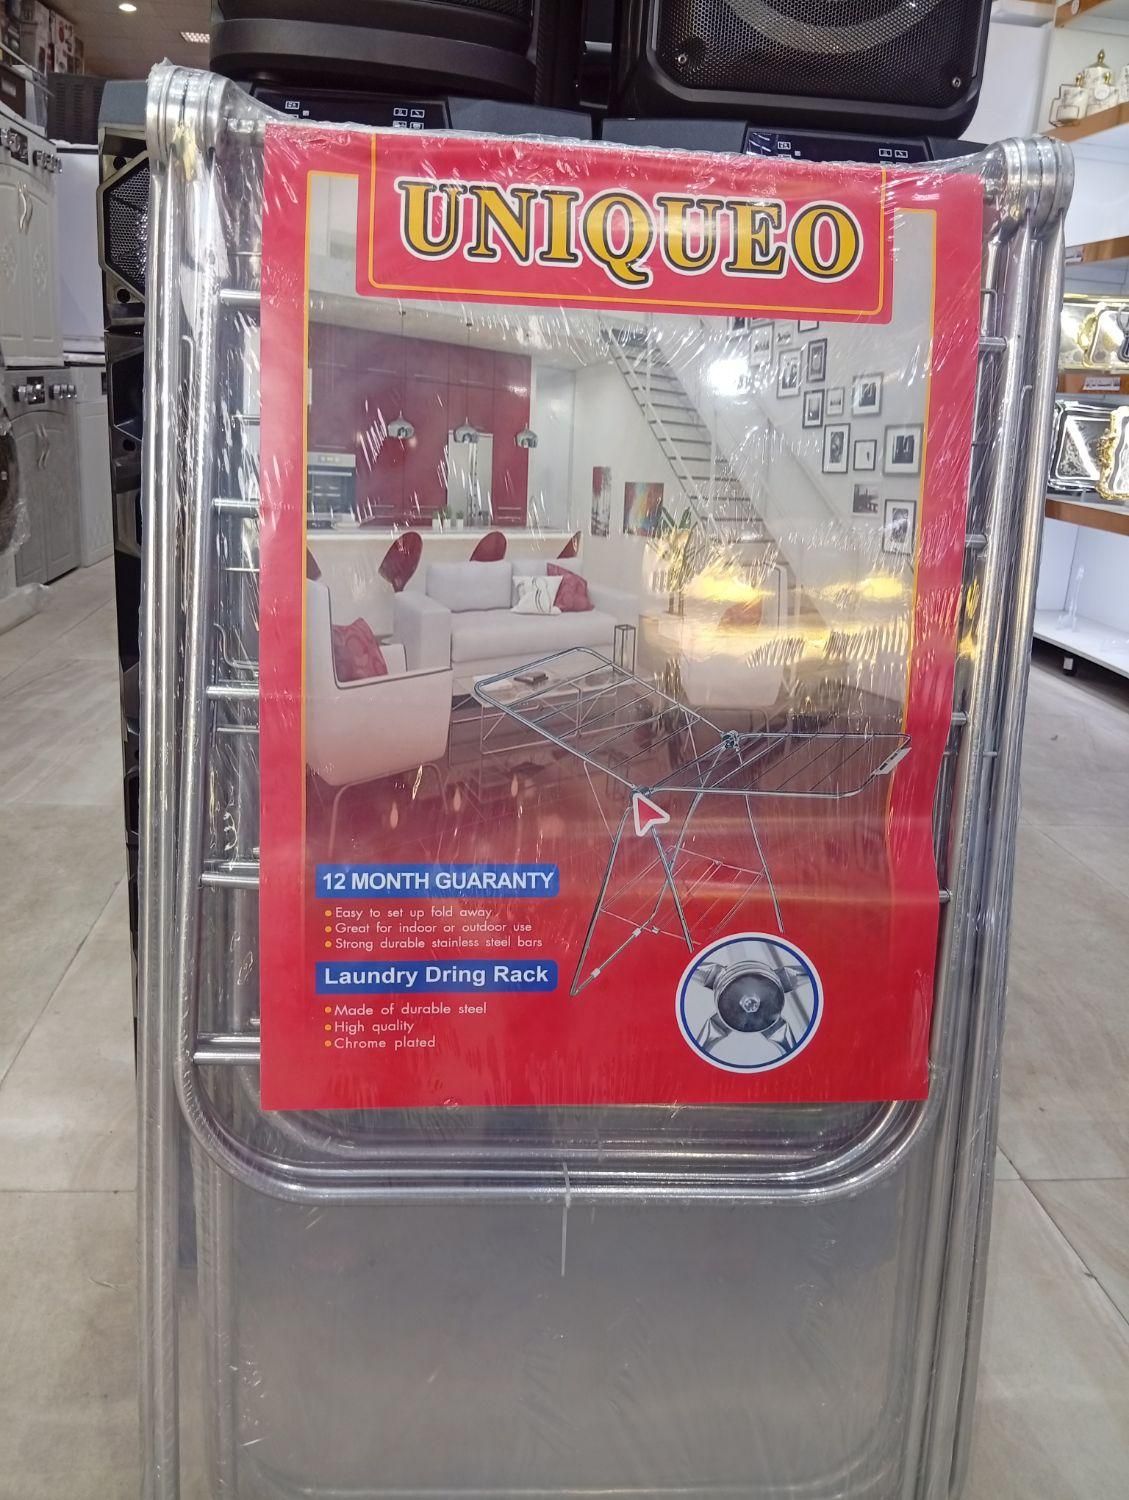 UNIQUEO
12 MONTH GUARANTY
Easy to set up fold away
Great for indoor or outdoor use
Strong durable stainless steel bars
Laundry Dring Rack
Made of durable steel
High quality
Chrome plated